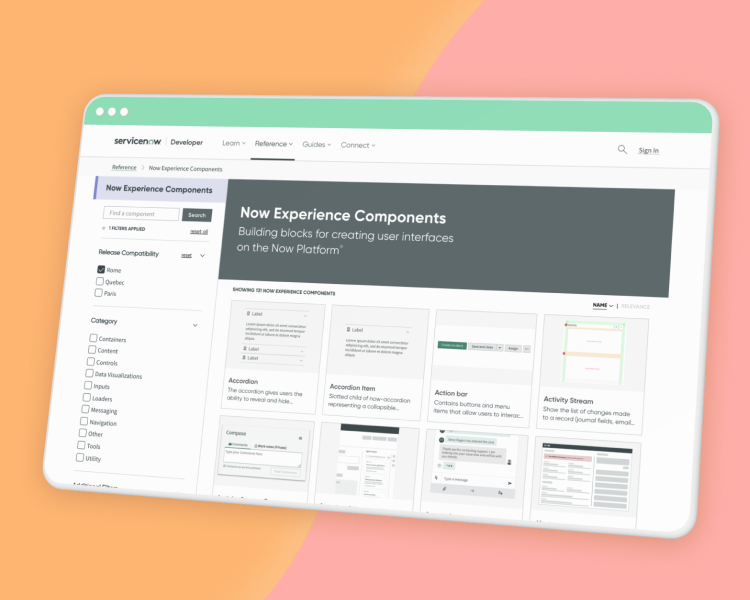 servicenow Developer
Learn Reference Guides Connect
Sign In
Reference > Now Experience Components
Now Experience Components
Find a component Search
1 FILTERS APPLIED reset all
Release Compatibility reset
Rome
Quebec
Paris
Category
Containers
Content
Controls
Data Visualizations
Inputs
Loaders
Messaging
Navigation
Other
Tools
Utility
Now Experience Components
Building blocks for creating user interfaces
on the Now Platform®
SHOWING 131 NOW EXPERIENCE COMPONENTS
NAME | RELEVANCE
Label
Label
Label
Accordion
The accordion gives users the
ability to reveal and hide...
Label
Accordion Item
Slotted child of now-accordion
representing a collapsible...
Action bar
Contains buttons and menu
items that allow users to interac...
Activity Stream
Show the list of changes made
to a record (journal fields, email...
Compose
Type a message